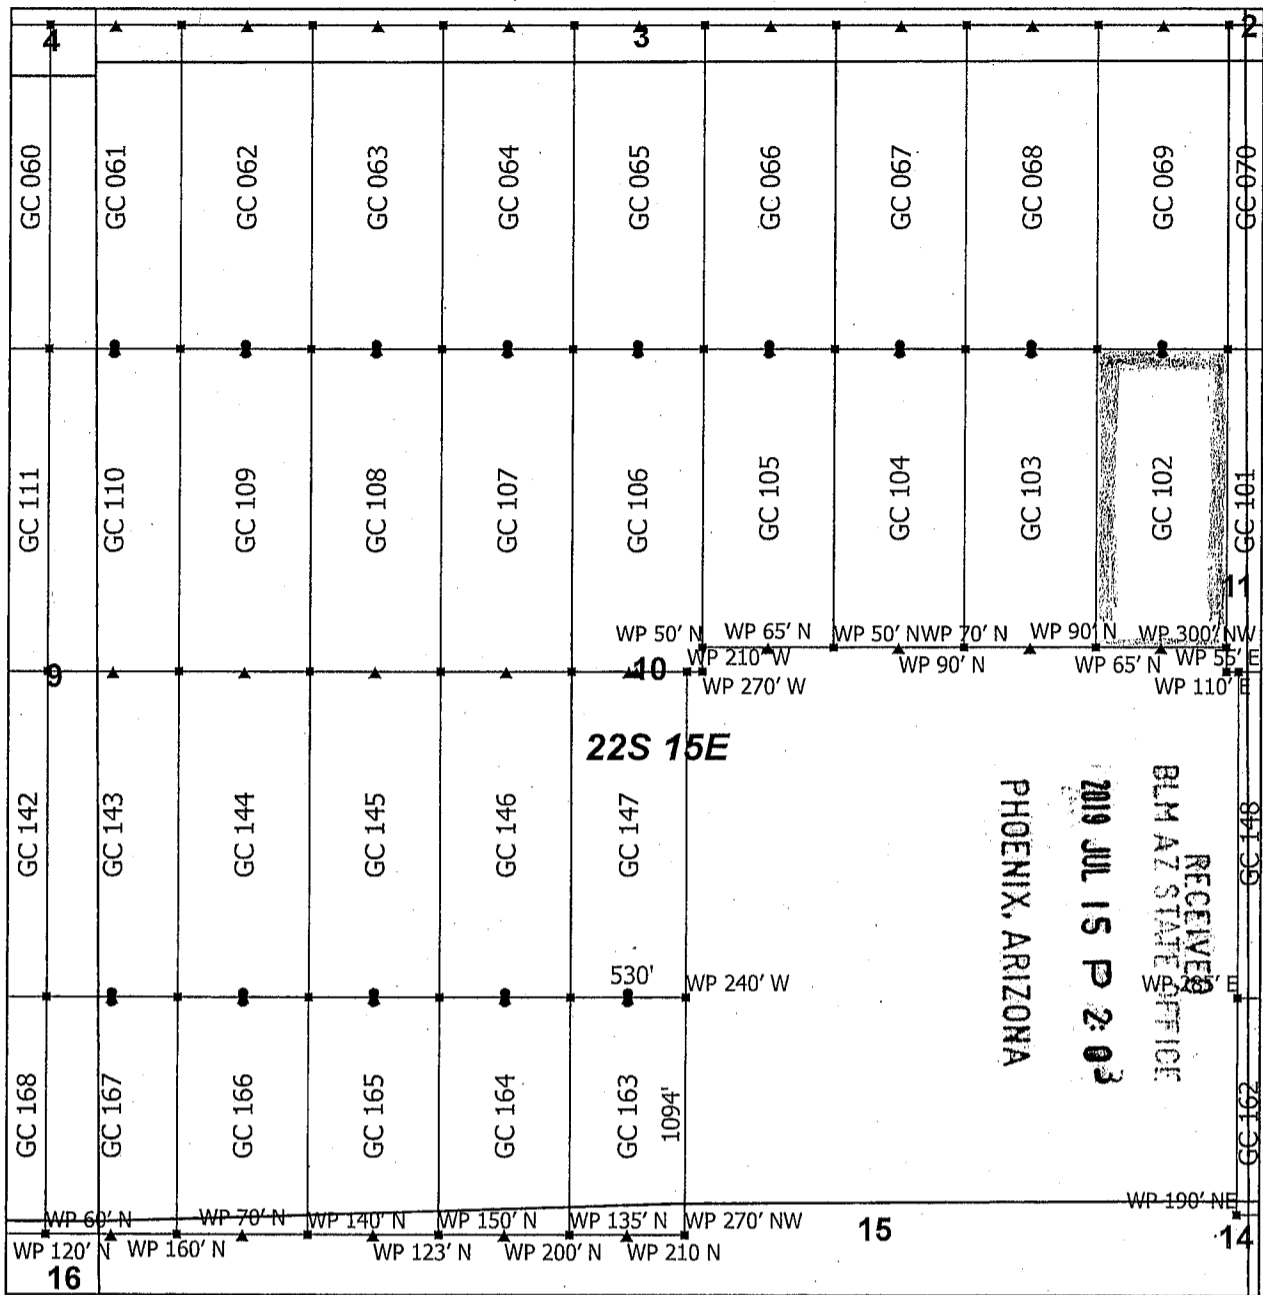 4
3
2
GC 060
GC 061
GC 062
GC 063
GC 064
GC 065
GC 066
GC 067
GC 068
GC 069
GC 070
GC 111
GC 110
GC 109
GC 108
GC 107
GC 106
GC 105
GC 104
GC 103
GC 102
GC 101
11
WP 50' N
WP 65' N
WP 50' N
WP 70' N
WP 90' N
WP 300' NW
WP 210' W
WP 90' N
WP 65' N
WP 55' E
9
10
WP 270' W
WP 110' E
22S 15E
GC 142
GC 143
GC 144
GC 145
GC 146
GC 147
GC 148
RECEIVED
BLM AZ STATE OFFICE
2019 JUL 15 P 2:03
PHOENIX, ARIZONA
530'
WP 240' W
GC 168
GC 167
GC 166
GC 165
GC 164
GC 163
1094'
GC 162
WP 190' NE
WP 60' N
WP 70' N
WP 140' N
WP 150' N
WP 135' N
WP 270' NW
15
14
WP 120' N
WP 160' N
WP 123' N
WP 200' N
WP 210 N
16